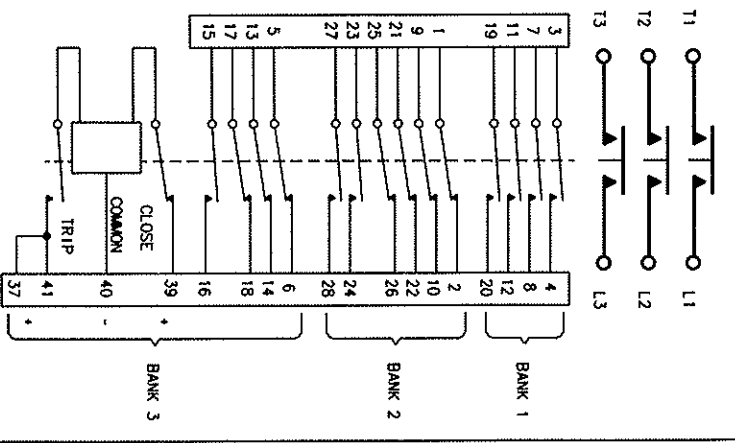 T1
T2
T3
L1
L2
L3
3
7
11
19
1
9
21
25
23
27
5
13
17
15
4
8
12
20
2
10
22
26
24
28
6
14
18
16
39
40
41
37
CLOSE
COMMON
TRIP
+
-
+
BANK 1
BANK 2
BANK 3